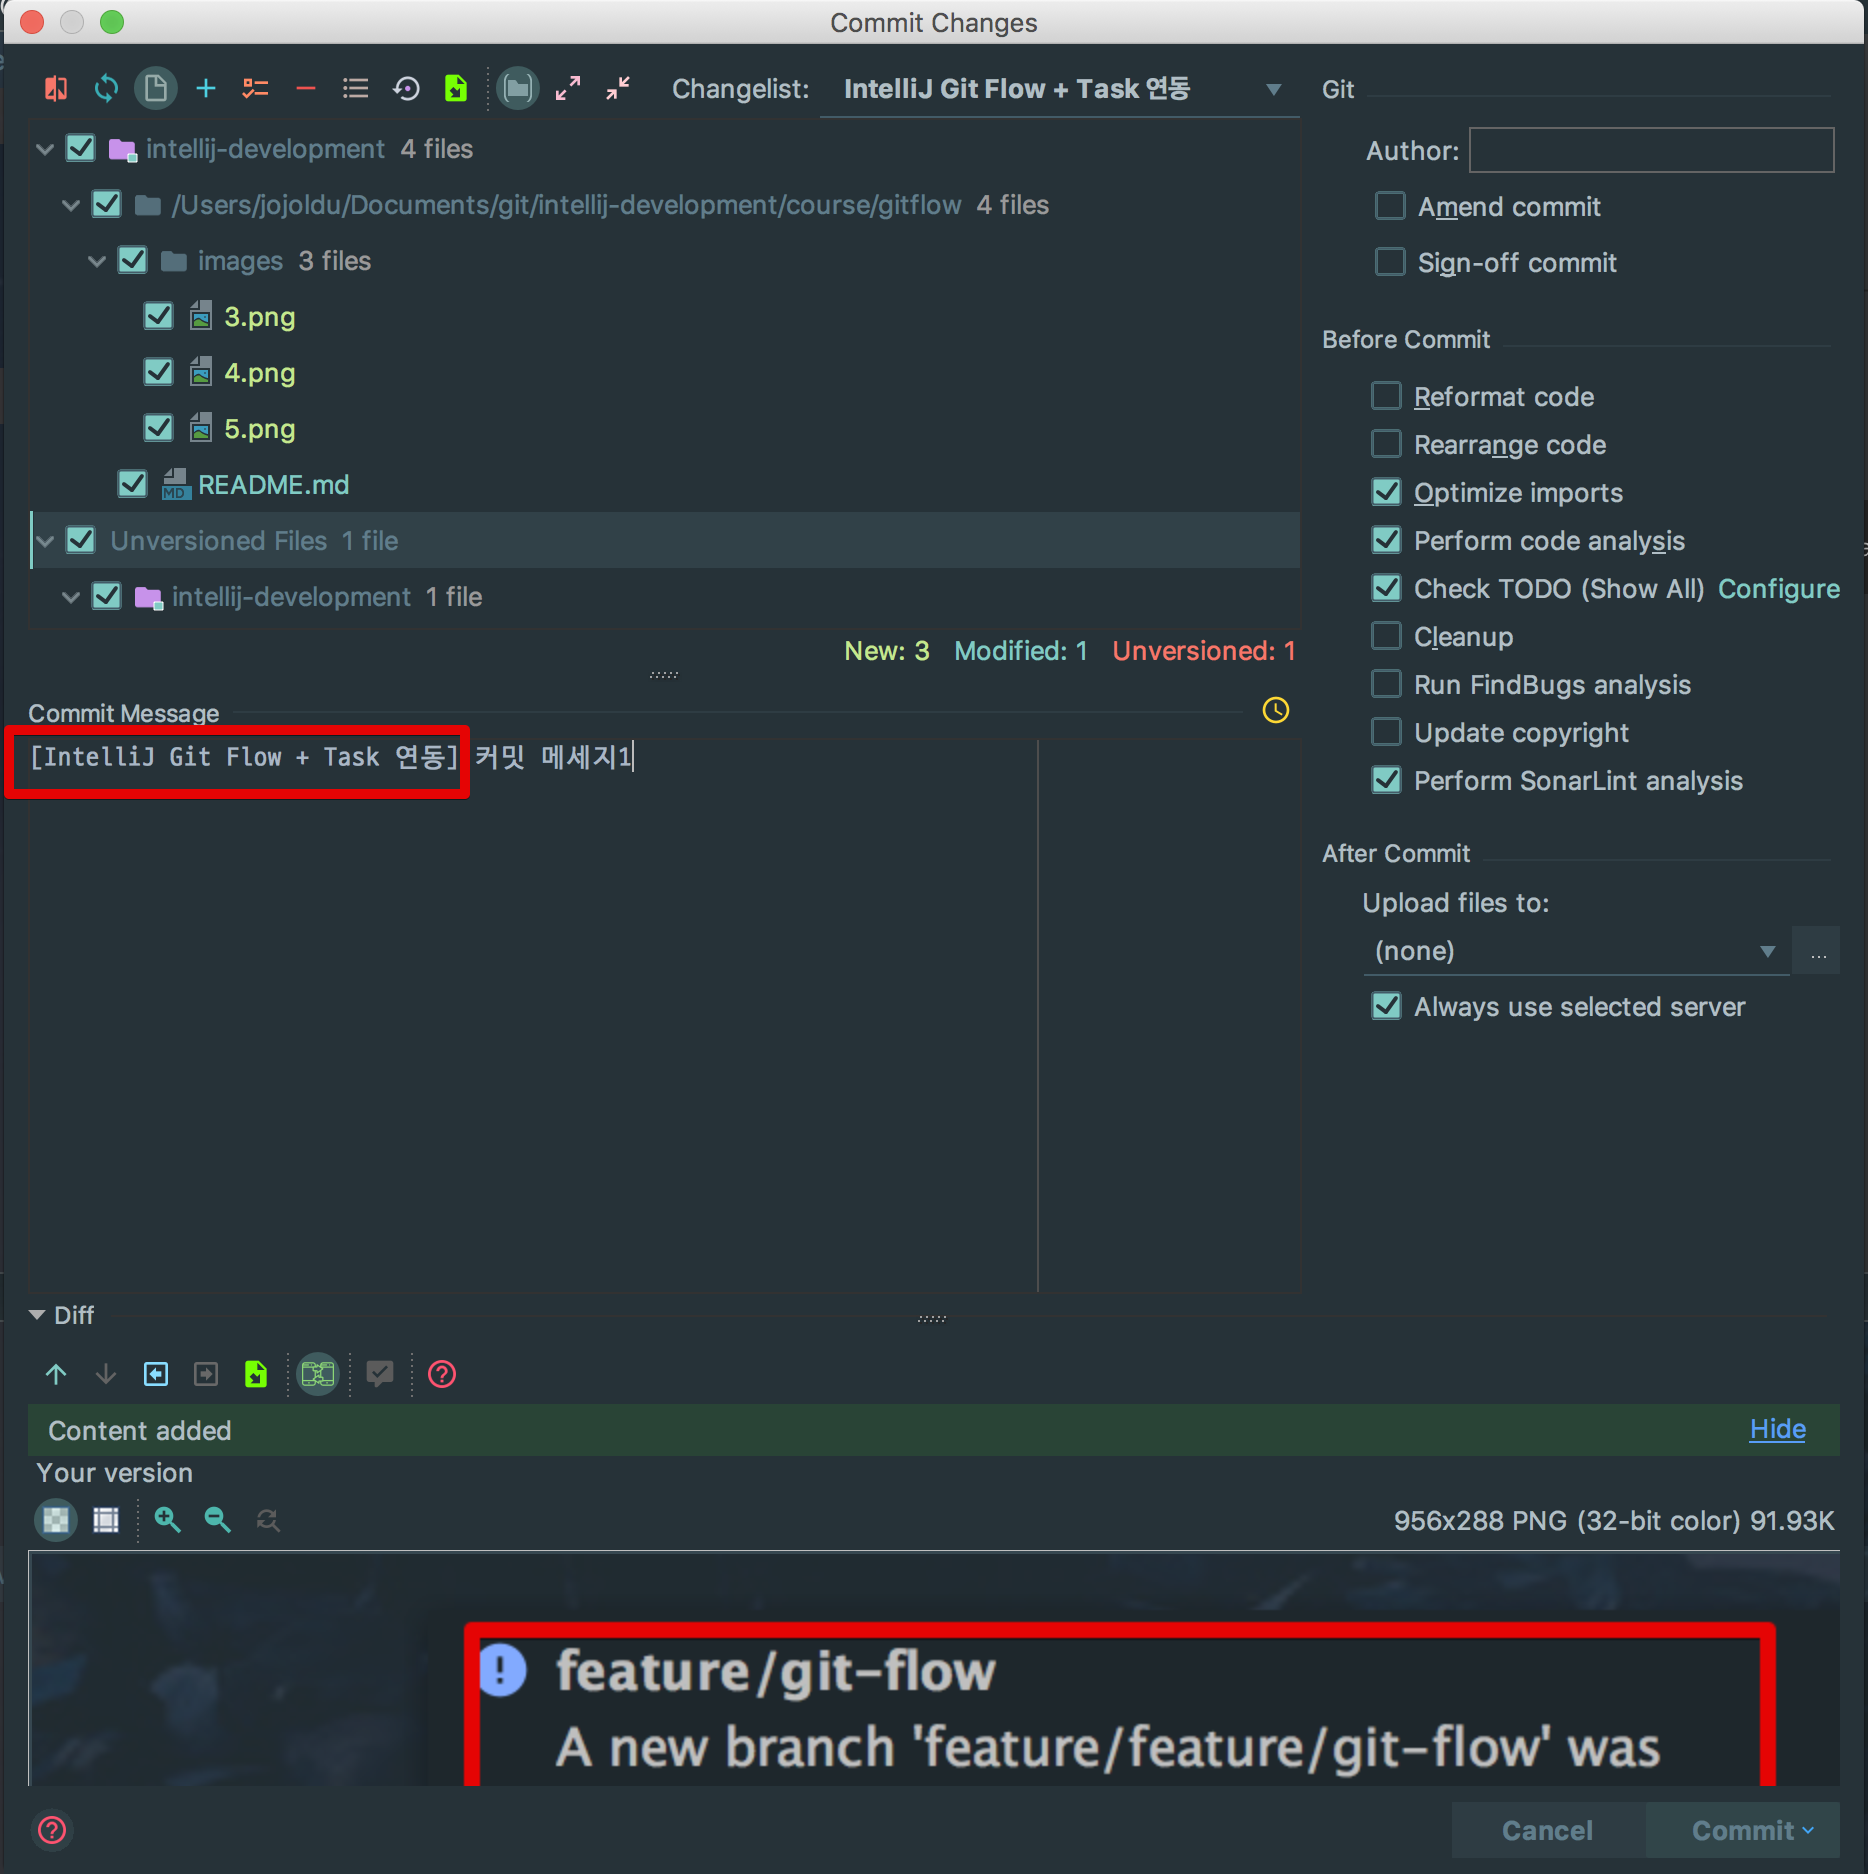 Commit Changes
Changelist: IntelliJ Git Flow + Task 연동
intellij-development 4 files
/Users/jojoldu/Documents/git/intellij-development/course/gitflow 4 files
images 3 files
3.png
4.png
5.png
MD README.md
Unversioned Files 1 file
intellij-development 1 file
New: 3 Modified: 1 Unversioned: 1
Commit Message
[IntelliJ Git Flow + Task 연동] 커밋 메세지1
Git
Author:
Amend commit
Sign-off commit
Before Commit
Reformat code
Rearrange code
Optimize imports
Perform code analysis
Check TODO (Show All) Configure
Cleanup
Run FindBugs analysis
Update copyright
Perform SonarLint analysis
After Commit
Upload files to:
(none)
...
Always use selected server
Diff
Content added
Hide
Your version
956x288 PNG (32-bit color) 91.93K
feature/git-flow
A new branch 'feature/feature/git-flow' was
Cancel
Commit